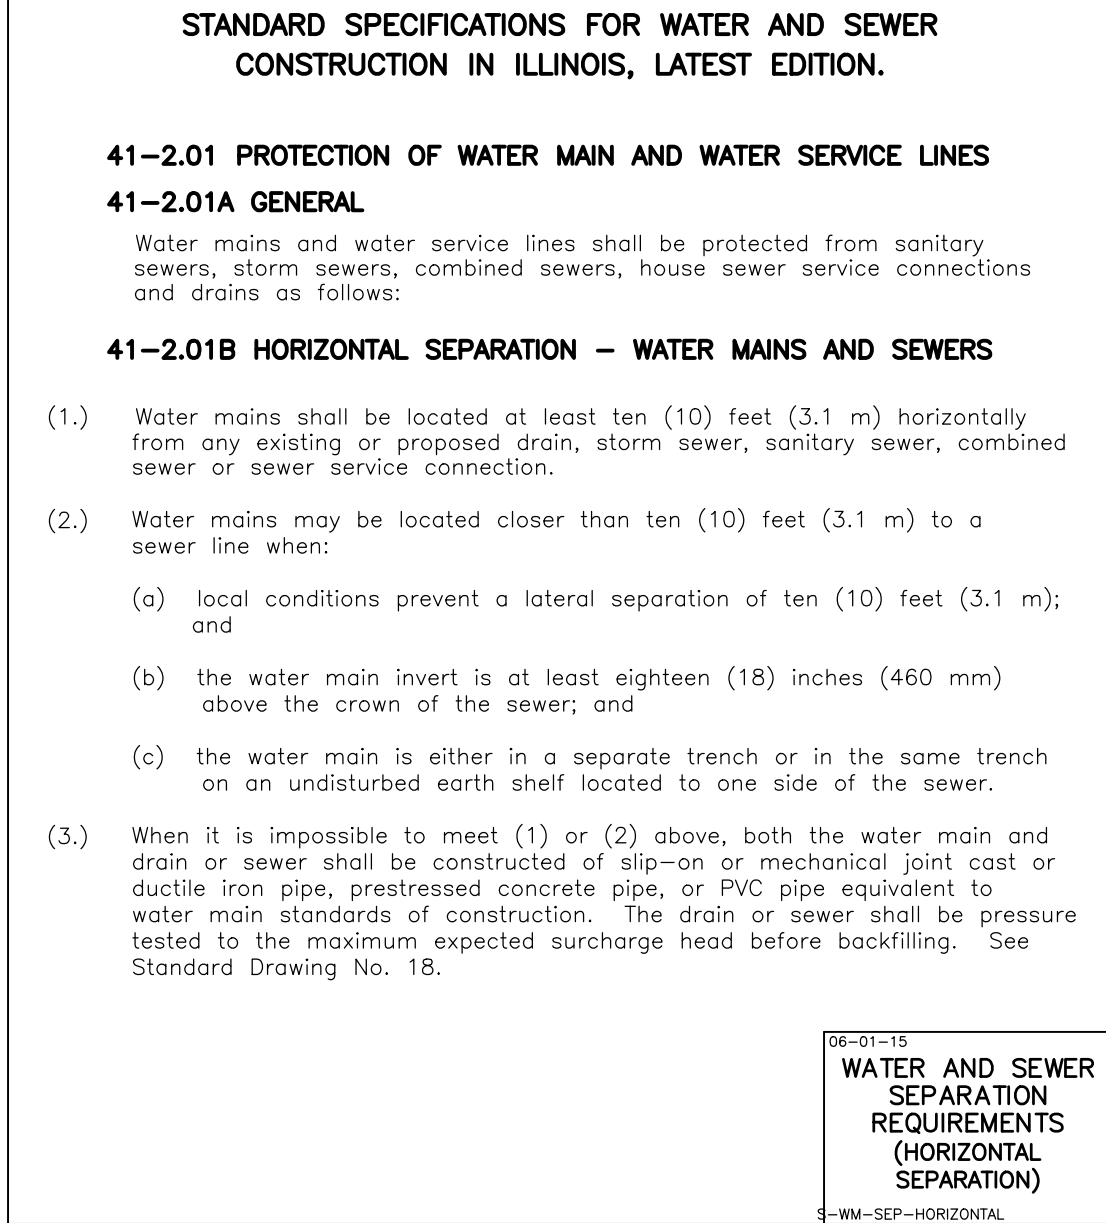 STANDARD SPECIFICATIONS FOR WATER AND SEWER
CONSTRUCTION IN ILLINOIS, LATEST EDITION.
41-2.01 PROTECTION OF WATER MAIN AND WATER SERVICE LINES
41-2.01A GENERAL
Water mains and water service lines shall be protected from sanitary
sewers, storm sewers, combined sewers, house sewer service connections
and drains as follows:
41-2.01B HORIZONTAL SEPARATION - WATER MAINS AND SEWERS
(1.) Water mains shall be located at least ten (10) feet (3.1 m) horizontally
from any existing or proposed drain, storm sewer, sanitary sewer, combined
sewer or sewer service connection.
(2.) Water mains may be located closer than ten (10) feet (3.1 m) to a
sewer line when:
(a) local conditions prevent a lateral separation of ten (10) feet (3.1 m);
and
(b) the water main invert is at least eighteen (18) inches (460 mm)
above the crown of the sewer; and
(c) the water main is either in a separate trench or in the same trench
on an undisturbed earth shelf located to one side of the sewer.
(3.) When it is impossible to meet (1) or (2) above, both the water main and
drain or sewer shall be constructed of slip-on or mechanical joint cast or
ductile iron pipe, prestressed concrete pipe, or PVC pipe equivalent to
water main standards of construction. The drain or sewer shall be pressure
tested to the maximum expected surcharge head before backfilling. See
Standard Drawing No. 18.
06-01-15
WATER AND SEWER
SEPARATION
REQUIREMENTS
(HORIZONTAL
SEPARATION)
S-WM-SEP-HORIZONTAL